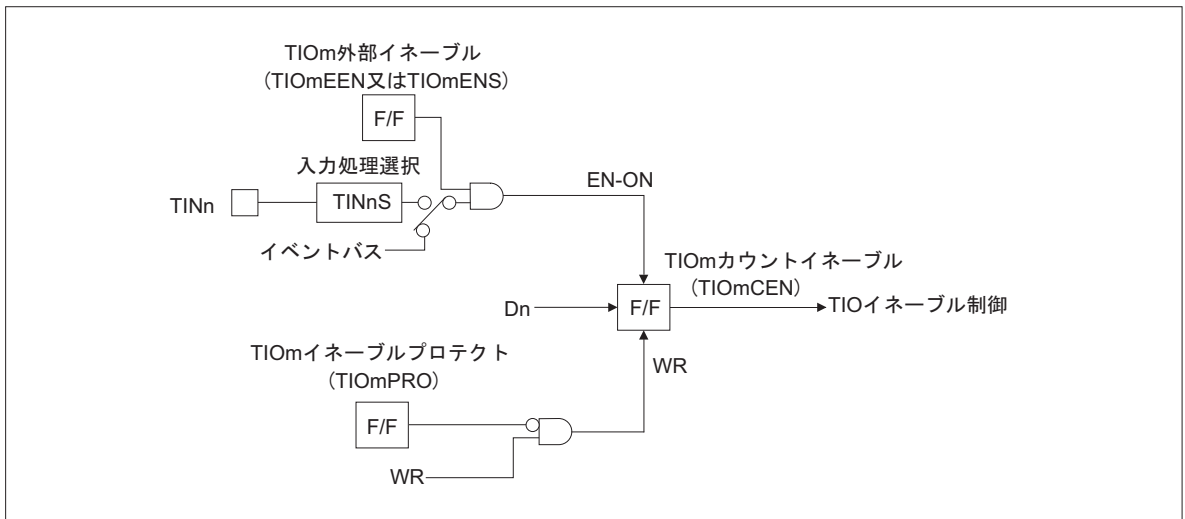 TIOm外部イネーブル
（TIOmEEN又はTIOmENS）
F/F
入力処理選択
TINn
TINnS
EN-ON
イベントバス
TIOmカウントイネーブル
（TIOmCEN）
Dn
F/F
TIOイネーブル制御
TIOmイネーブルプロテクト
（TIOmPRO）
WR
F/F
WR